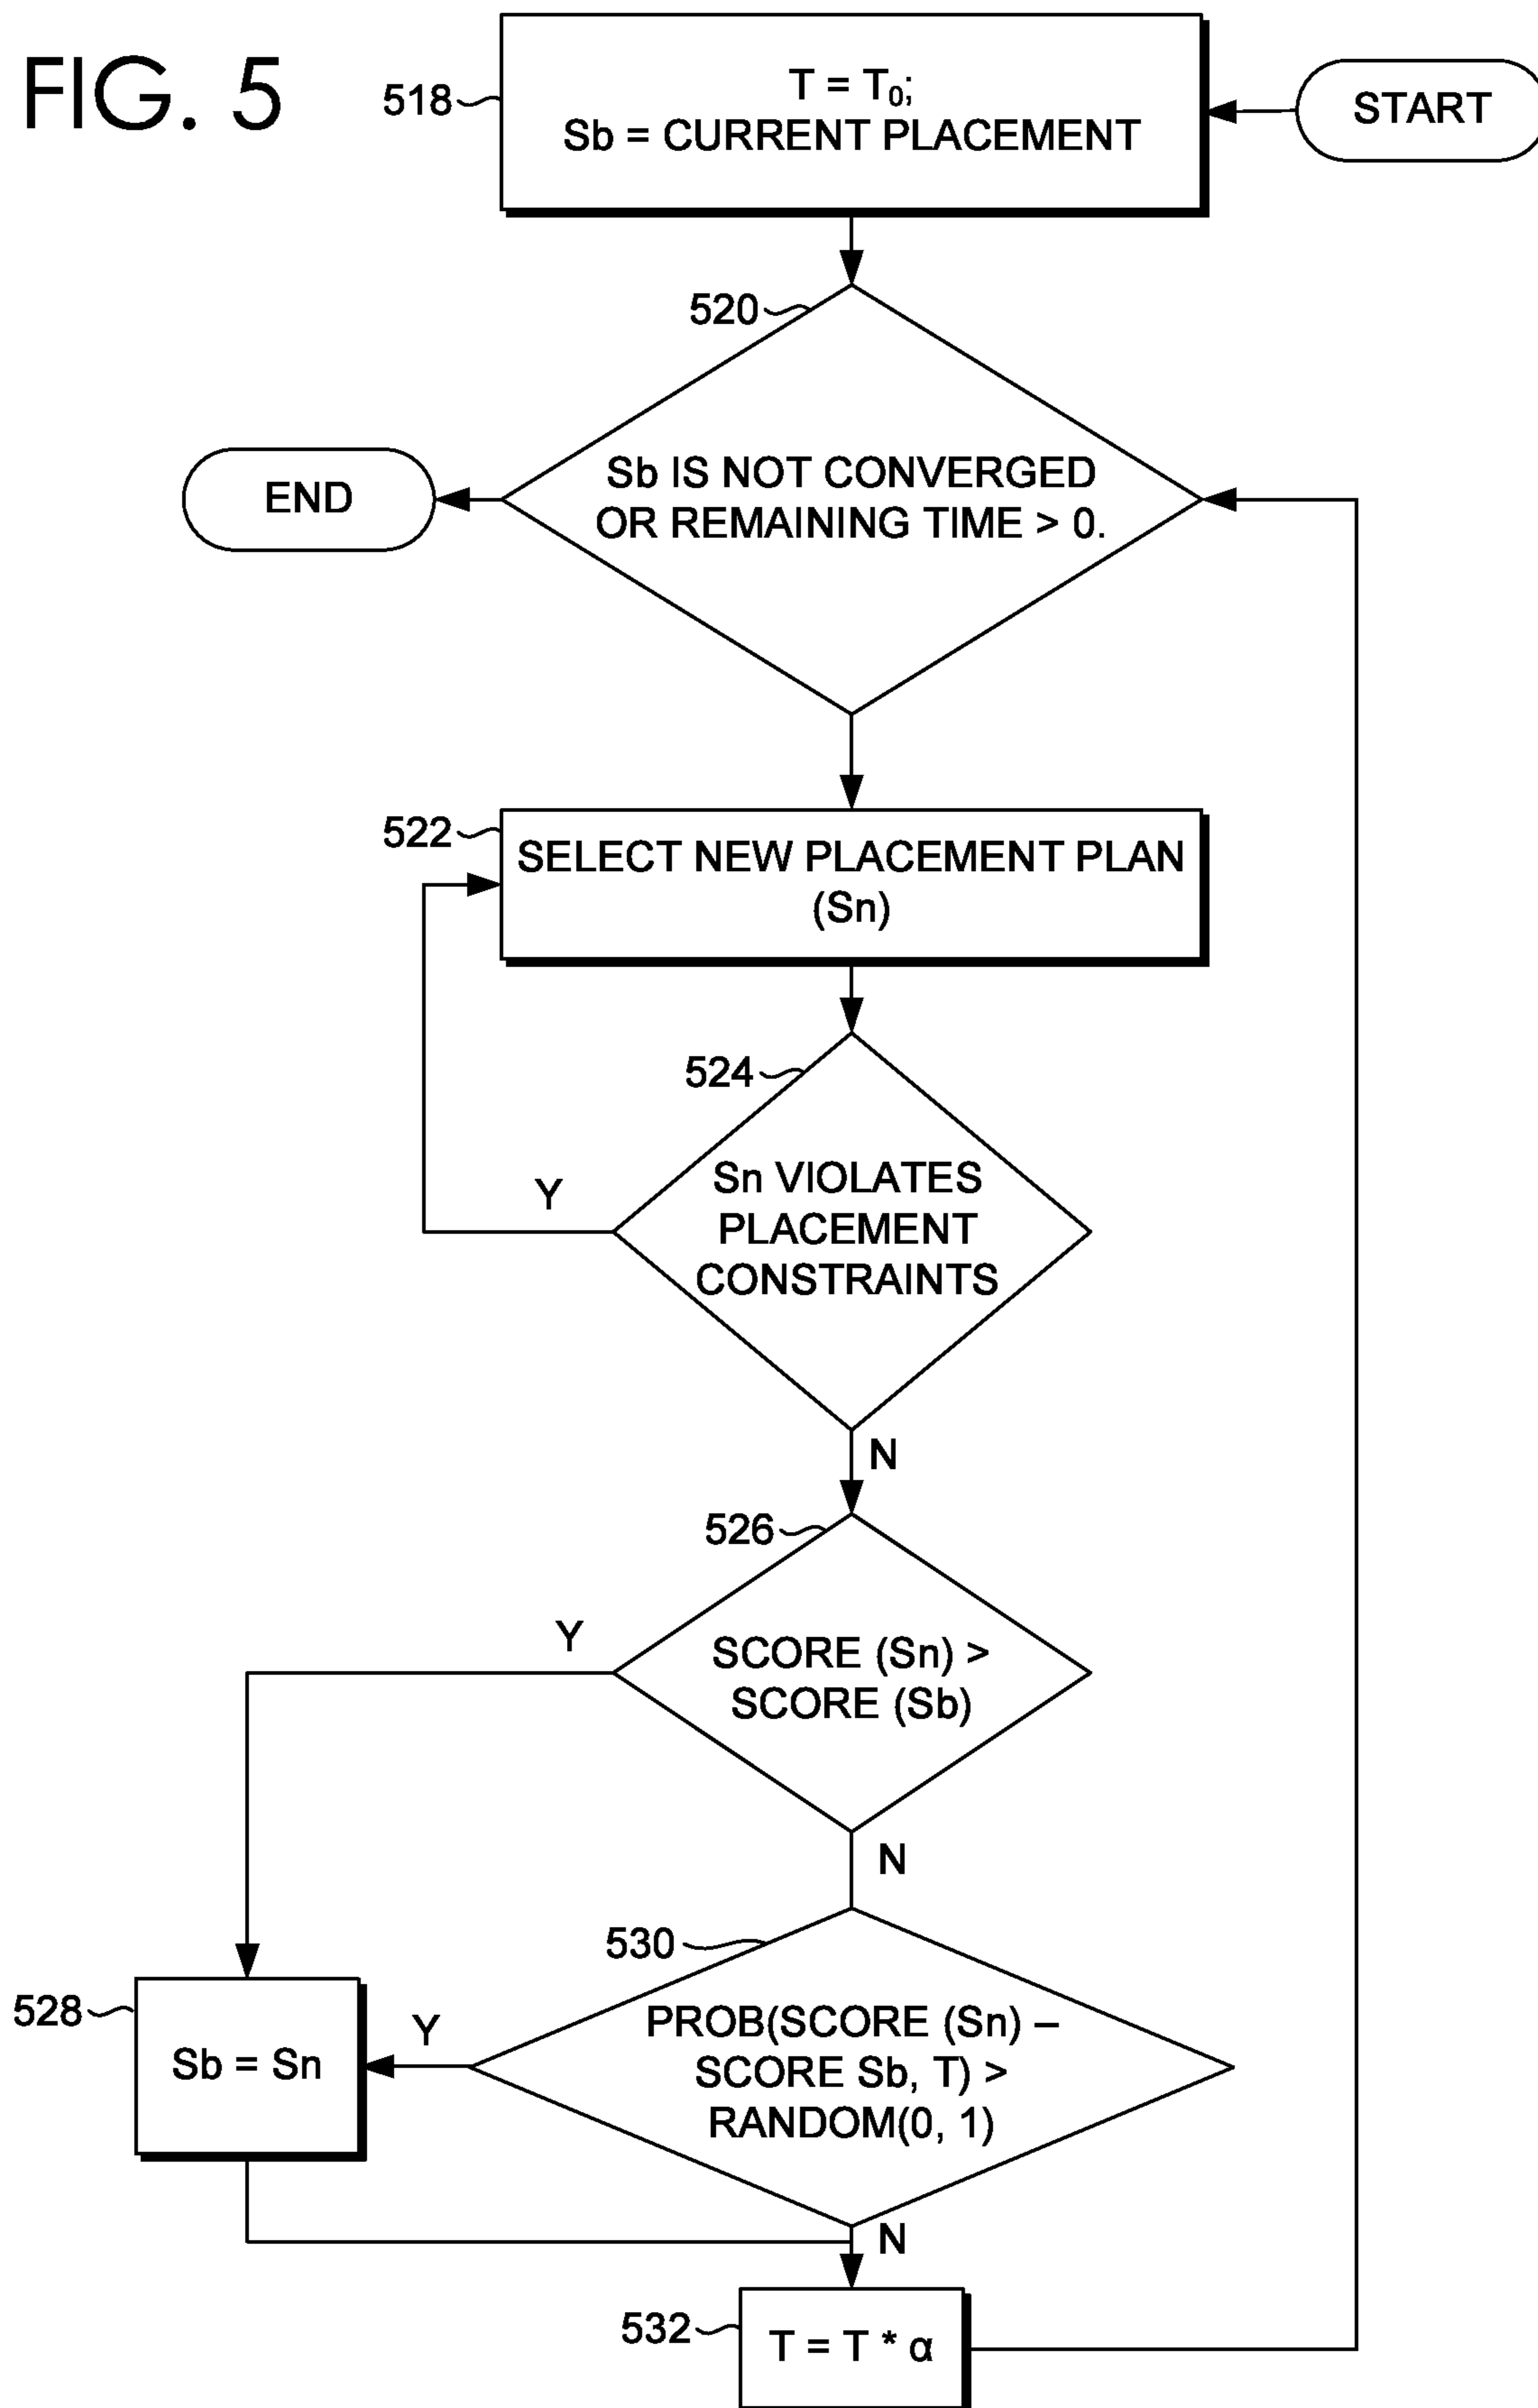 FIG. 5
518
T = T₀;
Sb = CURRENT PLACEMENT
START
520
Sb IS NOT CONVERGED
OR REMAINING TIME > 0.
END
522
SELECT NEW PLACEMENT PLAN
(Sn)
524
Sn VIOLATES
PLACEMENT
CONSTRAINTS
Y
N
526
SCORE (Sn) >
SCORE (Sb)
Y
N
530
PROB(SCORE (Sn) –
SCORE Sb, T) >
RANDOM(0, 1)
Y
528
Sb = Sn
N
532
T = T * α